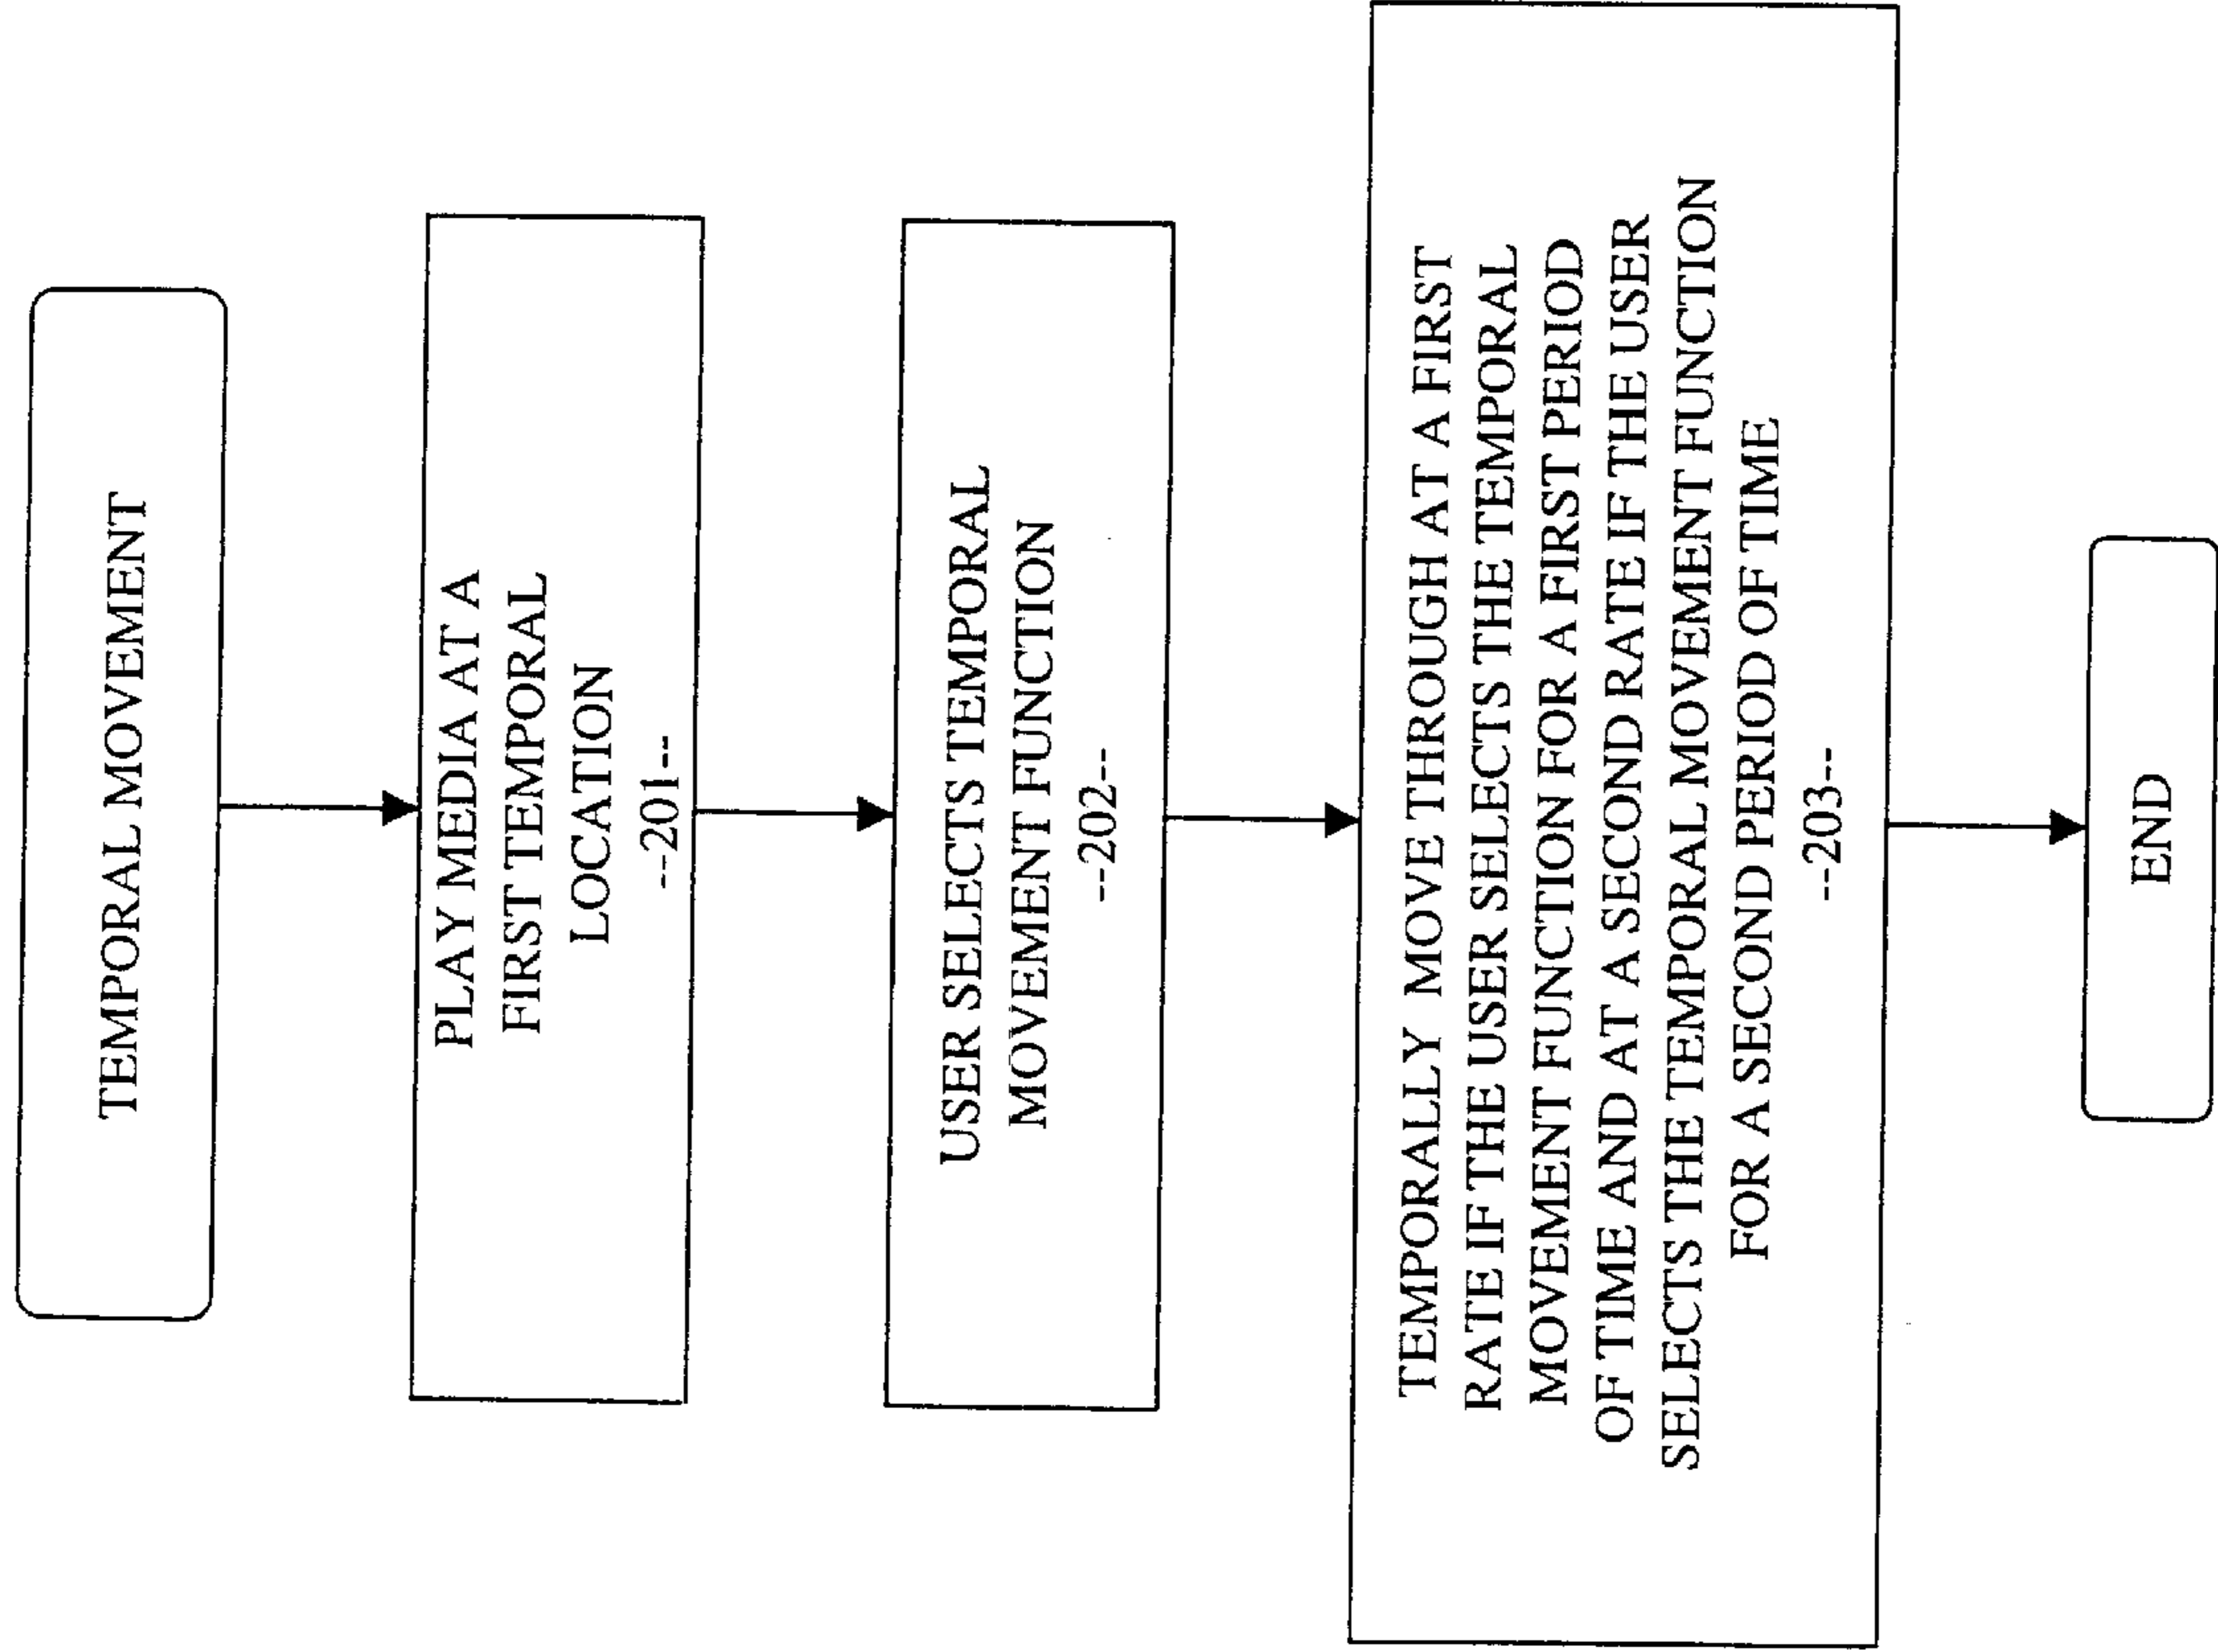 TEMPORAL MOVEMENT
PLAY MEDIA AT A
FIRST TEMPORAL
LOCATION
--201--
USER SELECTS TEMPORAL
MOVEMENT FUNCTION
--202--
TEMPORALLY MOVE THROUGH AT A FIRST
RATE IF THE USER SELECTS THE TEMPORAL
MOVEMENT FUNCTION FOR A FIRST PERIOD
OF TIME AND AT A SECOND RATE IF THE USER
SELECTS THE TEMPORAL MOVEMENT FUNCTION
FOR A SECOND PERIOD OF TIME
--203--
END